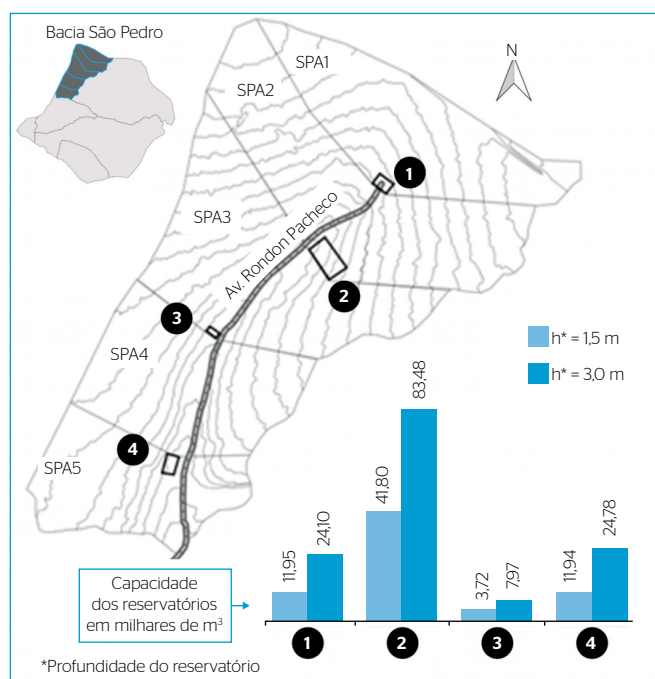 Bacia São Pedro
N
SPA1
SPA2
1
SPA3
Av. Rondon Pacheco
2
3
SPA4
4
SPA5
h* = 1,5 m
h* = 3,0 m
11,95
24,10
41,80
83,48
3,72
7,97
11,94
24,78
Capacidade
dos reservatórios
em milhares de m³
1
2
3
4
*Profundidade do reservatório